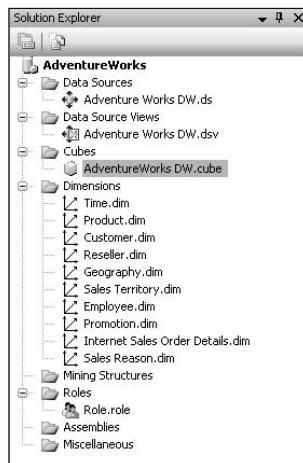 Solution Explorer
AdventureWorks
Data Sources
Adventure Works DW.ds
Data Source Views
Adventure Works DW.dsv
Cubes
AdventureWorks DW.cube
Dimensions
Time.dim
Product.dim
Customer.dim
Reseller.dim
Geography.dim
Sales Territory.dim
Employee.dim
Promotion.dim
Internet Sales Order Details.dim
Sales Reason.dim
Mining Structures
Roles
Role.role
Assemblies
Miscellaneous